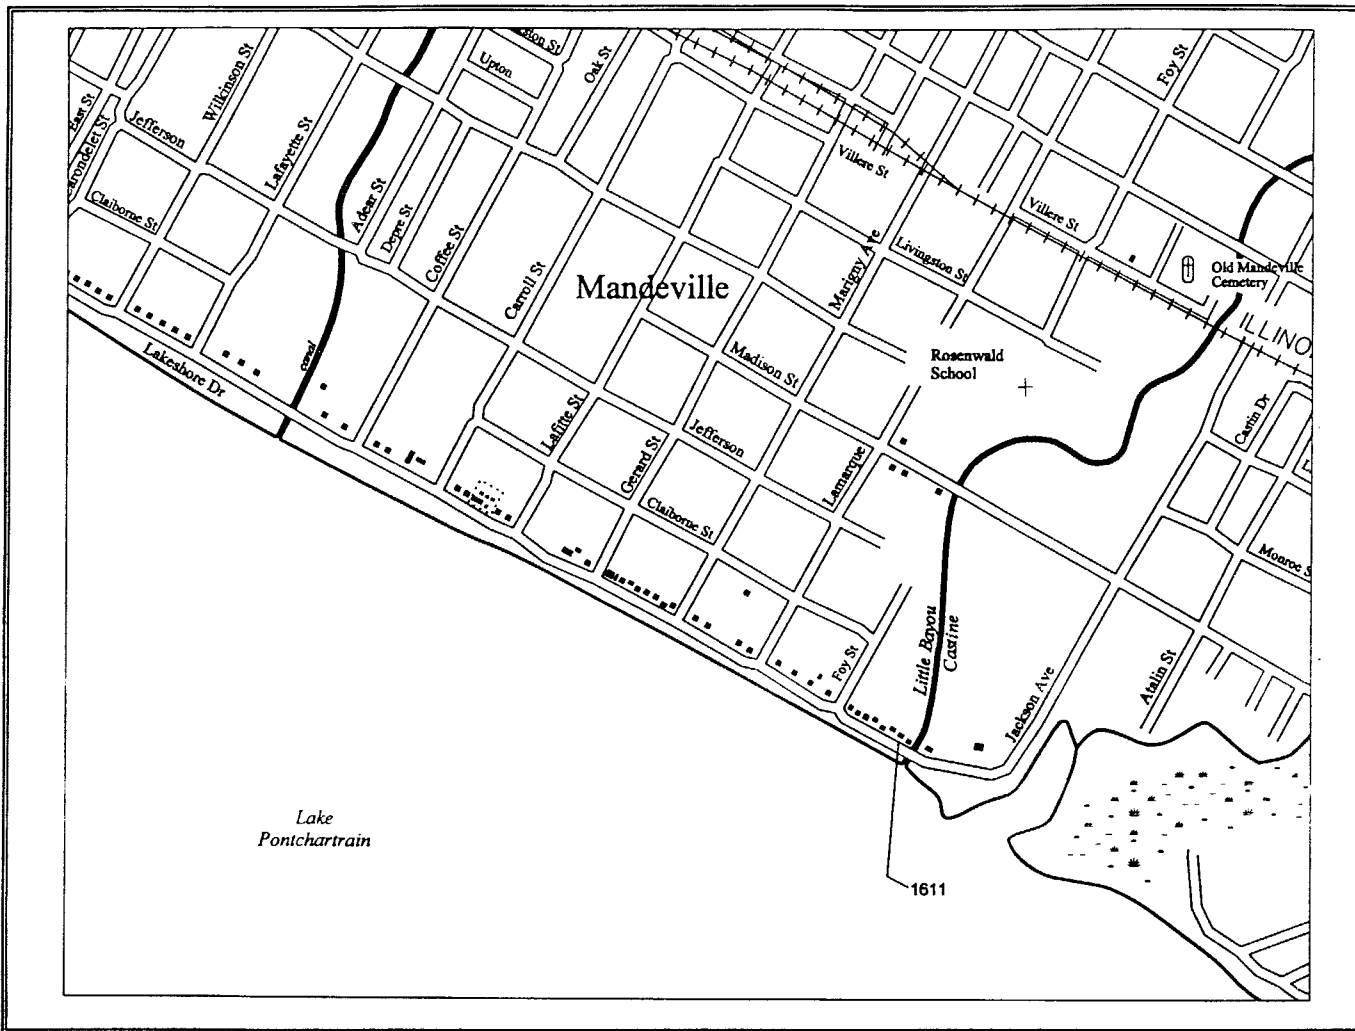 Foy St
Wilkinson St
Upton
Oak St
East St
Jefferson
Lafayette St
Villere St
Claiborne St
Adear St
Depre St
Coffee St
Villere St
Marigny Ave
Livingston St
Carroll St
Mandeville
Old Mandeville
Cemetery
ILLINO
canal
Lakeshore Dr
Madison St
Rosenwald
School
Lafitte St
Gerard St
Jefferson
Lamarque
Castin Dr
Claiborne St
Monroe S
Little Bayou
Castine
Foy St
Jackson Ave
Atalin St
Lake
Pontchartrain
1611